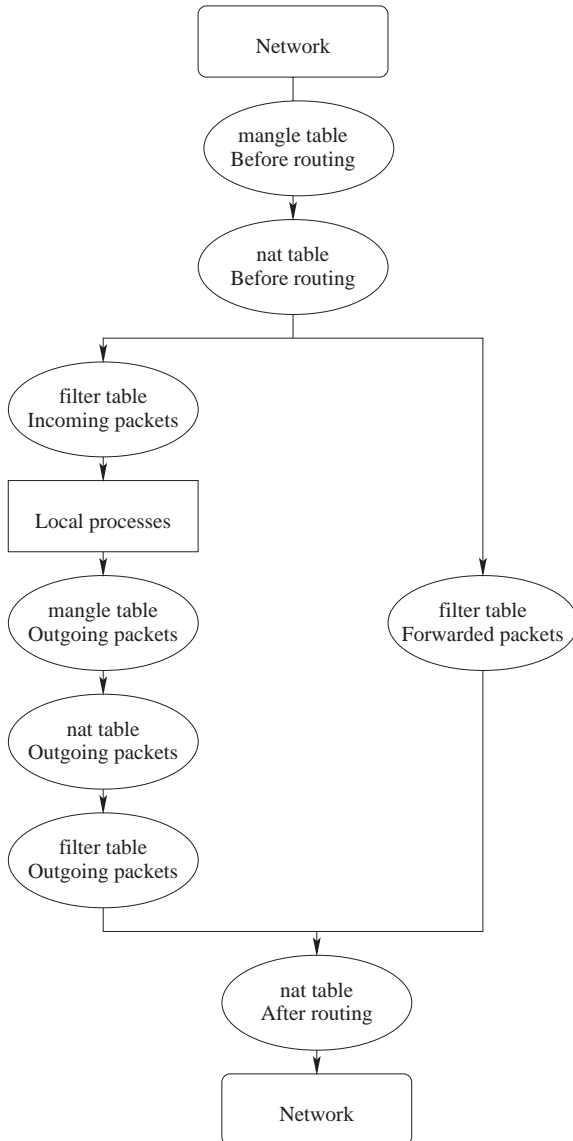 Network
mangle table
Before routing
nat table
Before routing
filter table
Incoming packets
Local processes
mangle table
Outgoing packets
filter table
Forwarded packets
nat table
Outgoing packets
filter table
Outgoing packets
nat table
After routing
Network